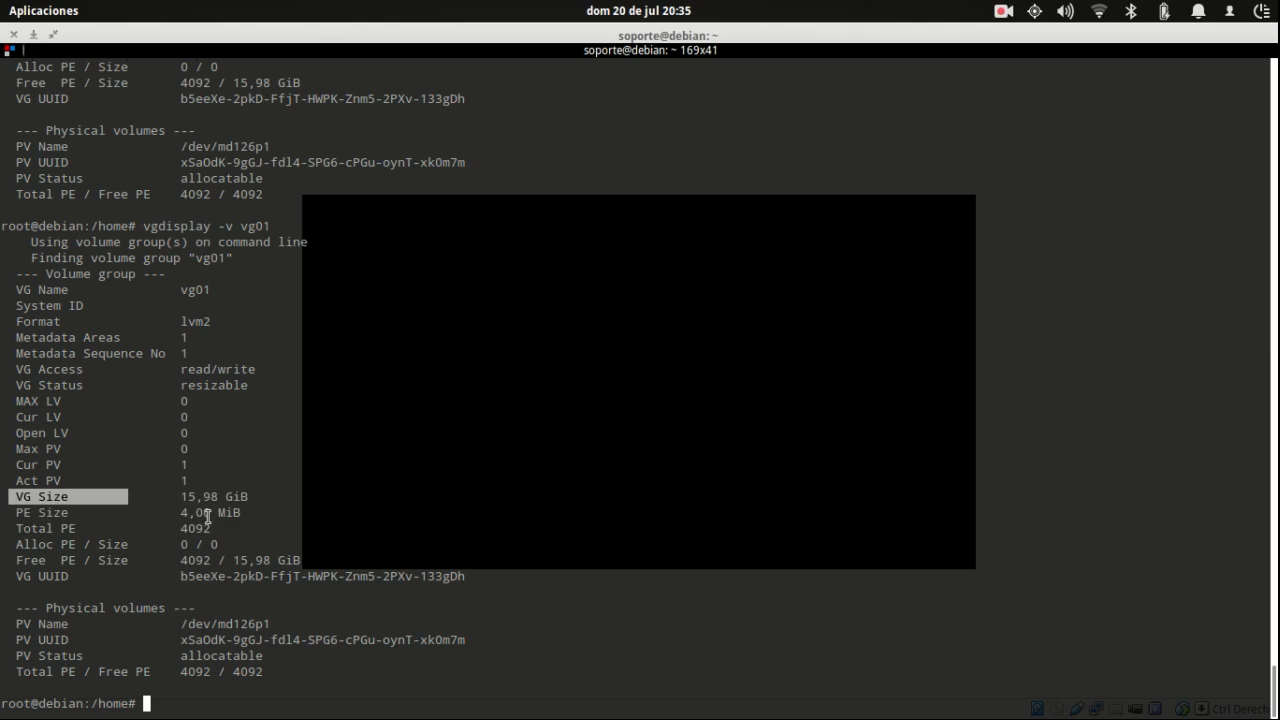 Aplicaciones
dom 20 de jul 20:35
soporte@debian: ~
soporte@debian: ~ 169x41
Alloc PE / Size 0 / 0
Free PE / Size 4092 / 15,98 GiB
VG UUID b5eeXe-2pkD-FfjT-HWPK-Znm5-2PXv-133gDh
--- Physical volumes ---
PV Name /dev/md126p1
PV UUID xSaOdK-9gGJ-fdl4-SPG6-cPGu-oynT-xk0m7m
PV Status allocatable
Total PE / Free PE 4092 / 4092
root@debian:/home# vgdisplay -v vg01
Using volume group(s) on command line
Finding volume group "vg01"
--- Volume group ---
VG Name vg01
System ID
Format lvm2
Metadata Areas 1
Metadata Sequence No 1
VG Access read/write
VG Status resizable
MAX LV 0
Cur LV 0
Open LV 0
Max PV 0
Cur PV 1
Act PV 1
VG Size 15,98 GiB
PE Size 4,00 MiB
Total PE 4092
Alloc PE / Size 0 / 0
Free PE / Size 4092 / 15,98 GiB
VG UUID b5eeXe-2pkD-FfjT-HWPK-Znm5-2PXv-133gDh
--- Physical volumes ---
PV Name /dev/md126p1
PV UUID xSaOdK-9gGJ-fdl4-SPG6-cPGu-oynT-xk0m7m
PV Status allocatable
Total PE / Free PE 4092 / 4092
root@debian:/home#
Ctrl Derech